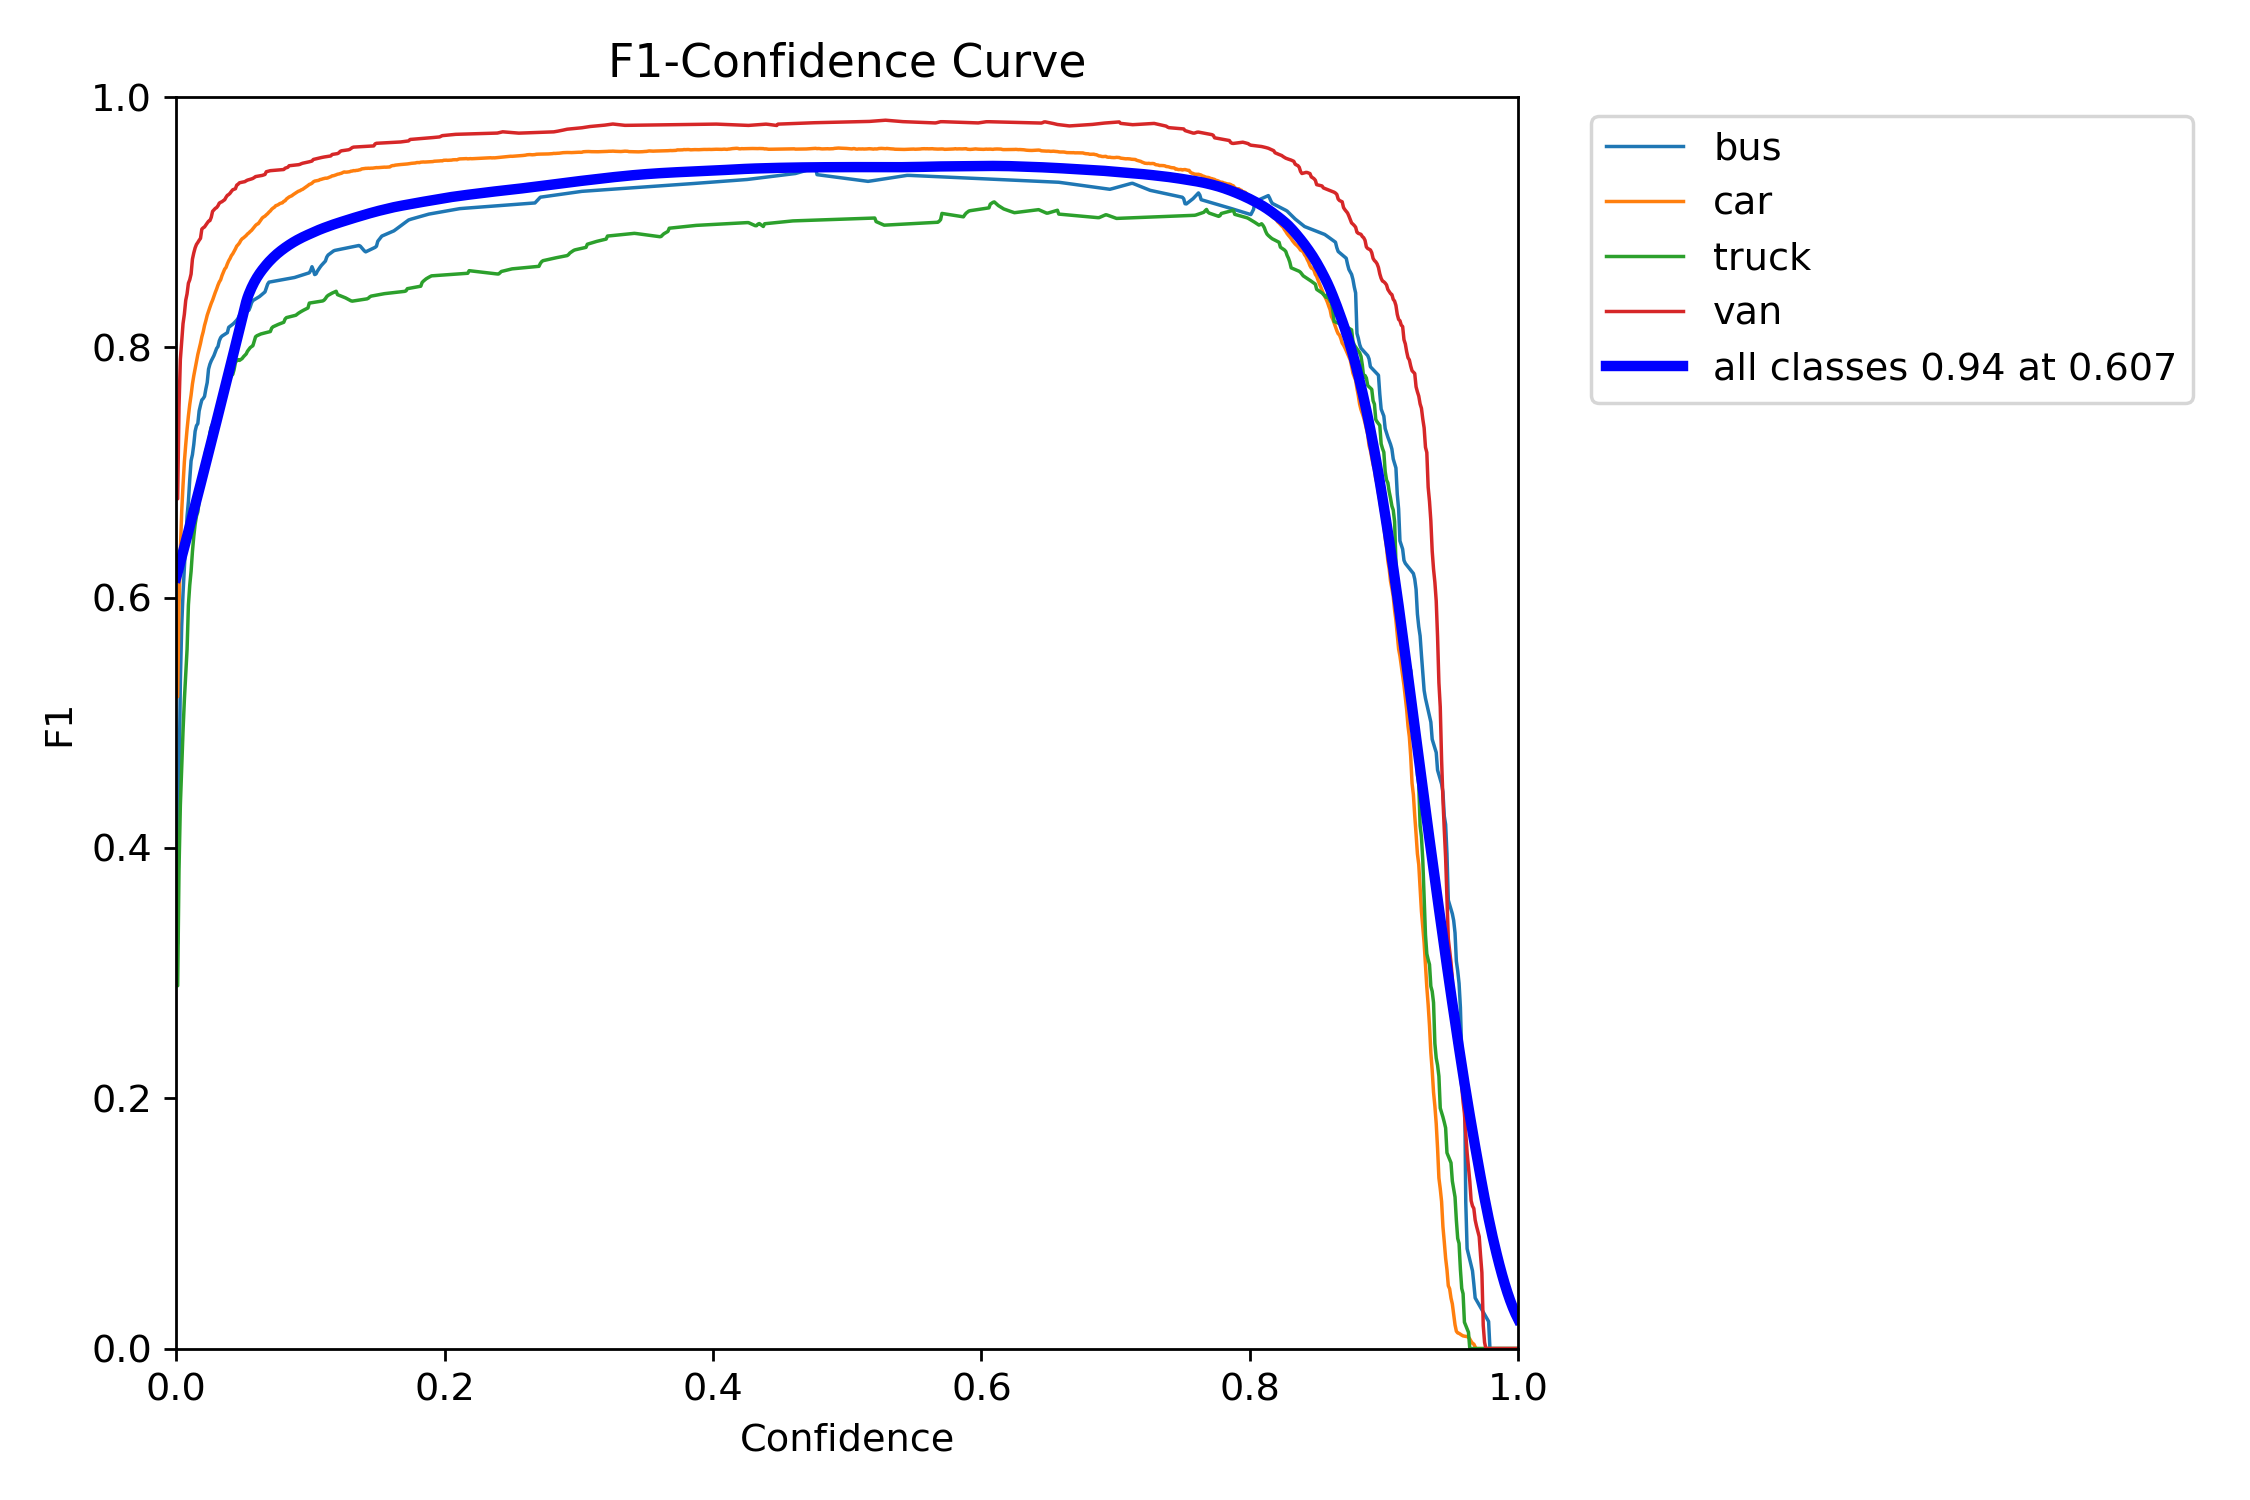 F1-Confidence Curve
1.0
0.8
0.6
0.4
0.2
0.0
F1
0.0 0.2 0.4 0.6 0.8 1.0
Confidence
bus
car
truck
van
all classes 0.94 at 0.607